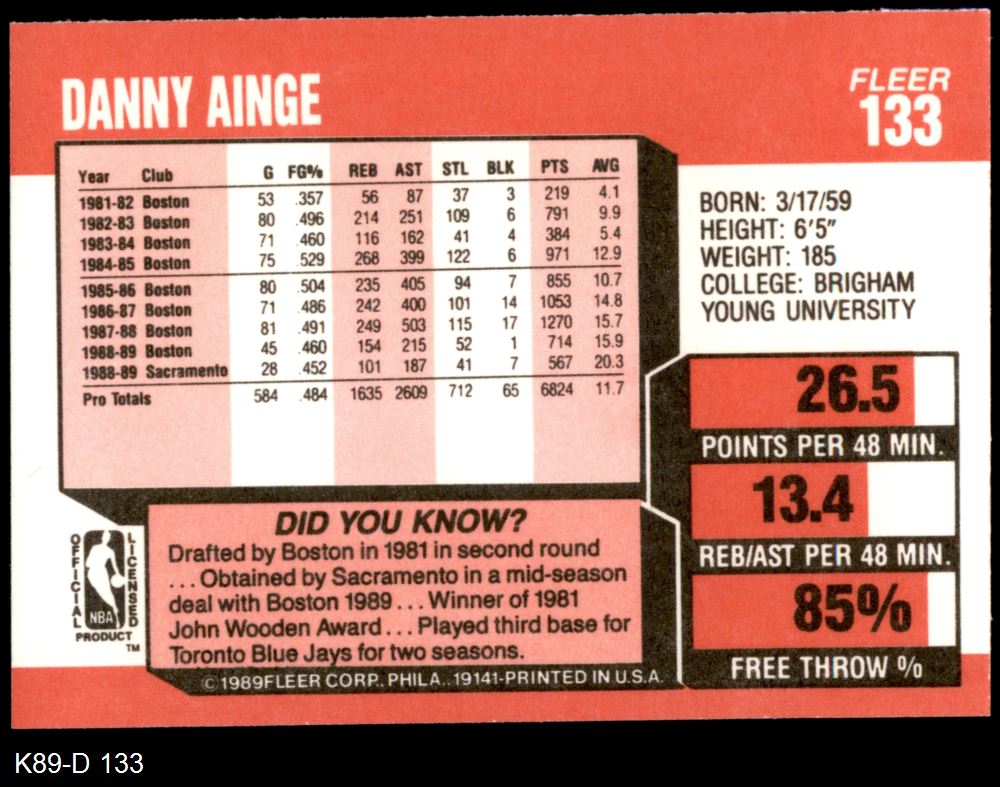 DANNY AINGE
FLEER
133
Year Club G FG% REB AST STL BLK PTS AVG
1981-82 Boston 53 .357 56 87 37 3 219 4.1
1982-83 Boston 80 .496 214 251 109 6 791 9.9
1983-84 Boston 71 .460 116 162 41 4 384 5.4
1984-85 Boston 75 .529 268 399 122 6 971 12.9
1985-86 Boston 80 .504 235 405 94 7 855 10.7
1986-87 Boston 71 .486 242 400 101 14 1053 14.8
1987-88 Boston 81 .491 249 503 115 17 1270 15.7
1988-89 Boston 45 .460 154 215 52 1 714 15.9
1988-89 Sacramento 28 .452 101 187 41 7 567 20.3
Pro Totals 584 .484 1635 2609 712 65 6824 11.7
BORN: 3/17/59
HEIGHT: 6'5"
WEIGHT: 185
COLLEGE: BRIGHAM
YOUNG UNIVERSITY
26.5
POINTS PER 48 MIN.
13.4
REB/AST PER 48 MIN.
85%
FREE THROW %
OFFICIAL
LICENSED
NBA
PRODUCT
TM
DID YOU KNOW?
Drafted by Boston in 1981 in second round
... Obtained by Sacramento in a mid-season
deal with Boston 1989 ... Winner of 1981
John Wooden Award ... Played third base for
Toronto Blue Jays for two seasons.
© 1989 FLEER CORP., PHILA., 19141-PRINTED IN U.S.A.
K89-D 133